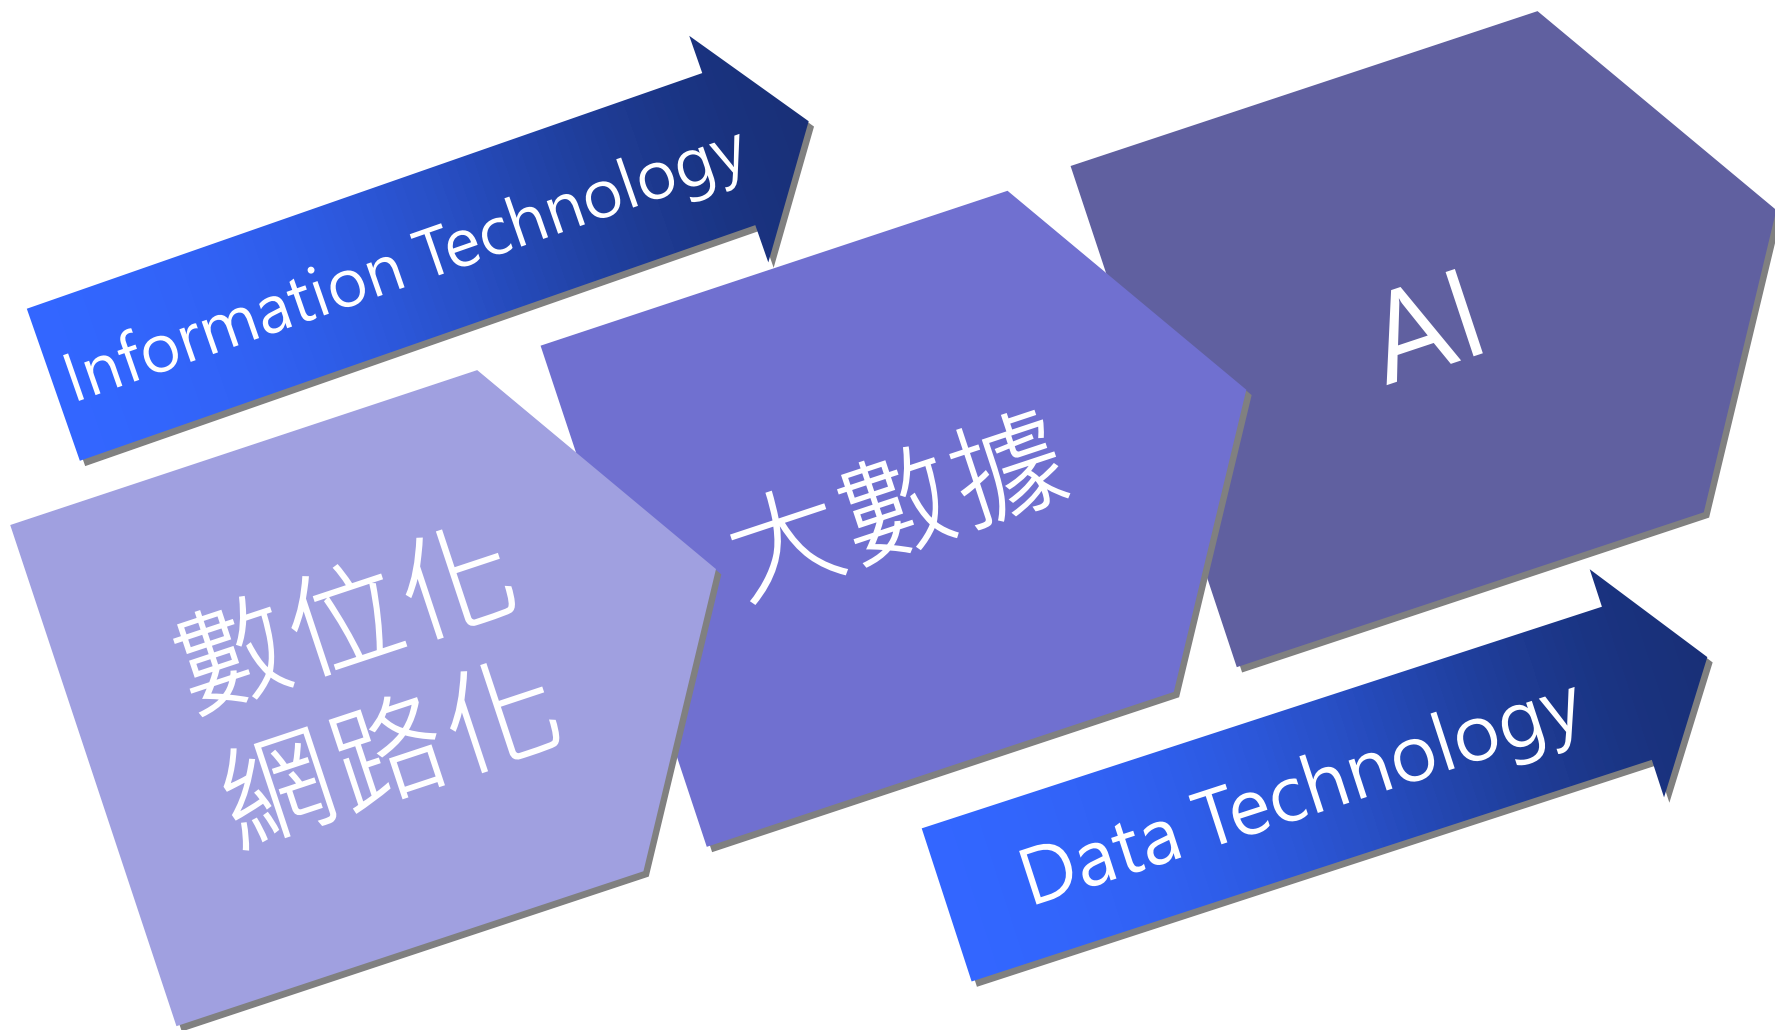 Information Technology
數位化
網路化
大數據
AI
Data Technology